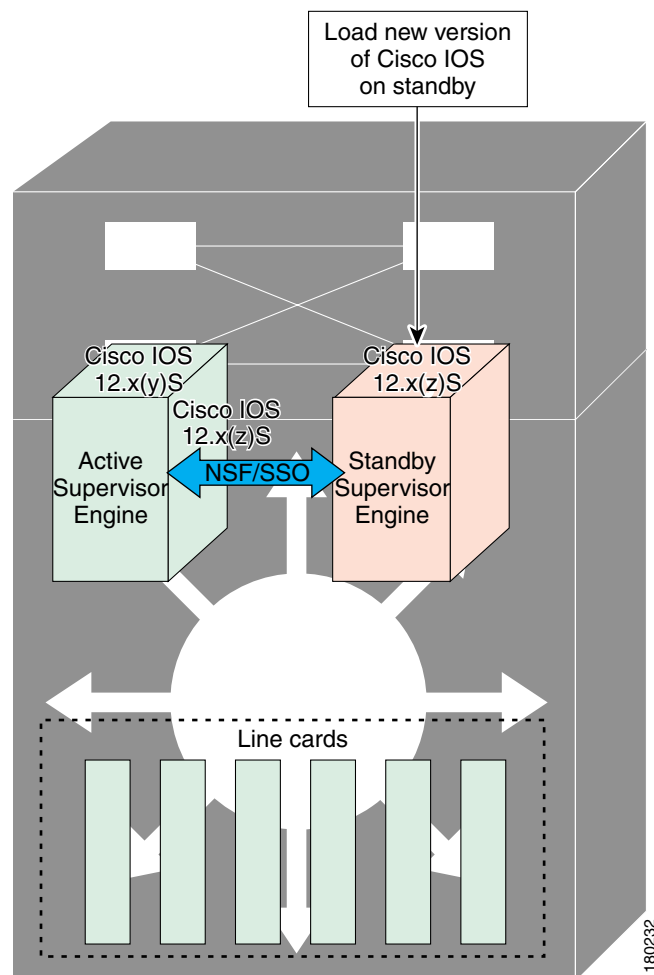 Load new version
of Cisco IOS
on standby
Cisco IOS
12.x(y)S
Cisco IOS
12.x(z)S
Cisco IOS
12.x(z)S
Active
Supervisor
Engine
NSF/SSO
Standby
Supervisor
Engine
Line cards
180232